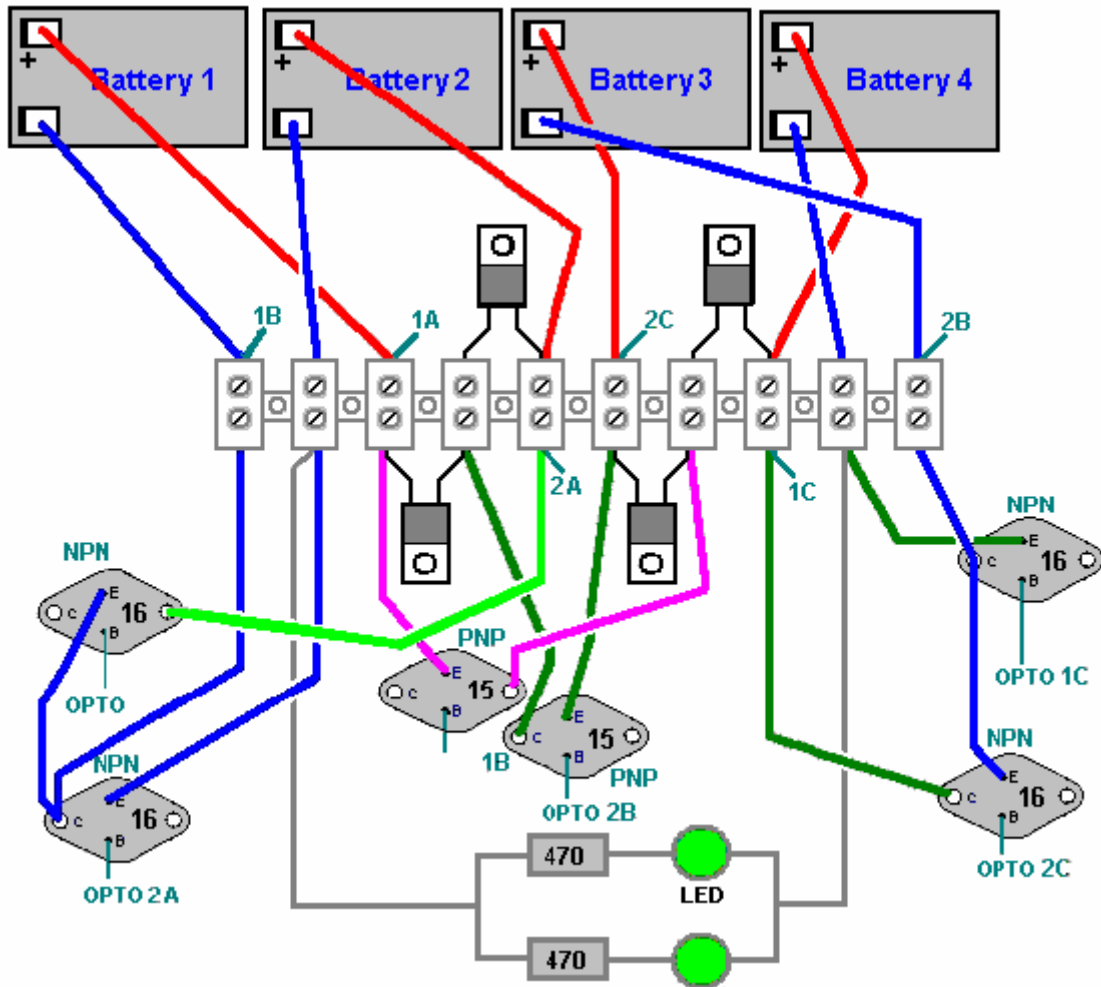 Battery 1
Battery 2
Battery 3
Battery 4
+
+
+
+
1B
1A
2C
2B
2A
1C
NPN
E
C
16
B
OPTO
NPN
E
C
16
B
OPTO 1C
PNP
E
C
15
B
1B
E
C
15
B
PNP
OPTO 2B
NPN
E
C
16
B
OPTO 2A
NPN
E
C
16
B
OPTO 2C
470
LED
470